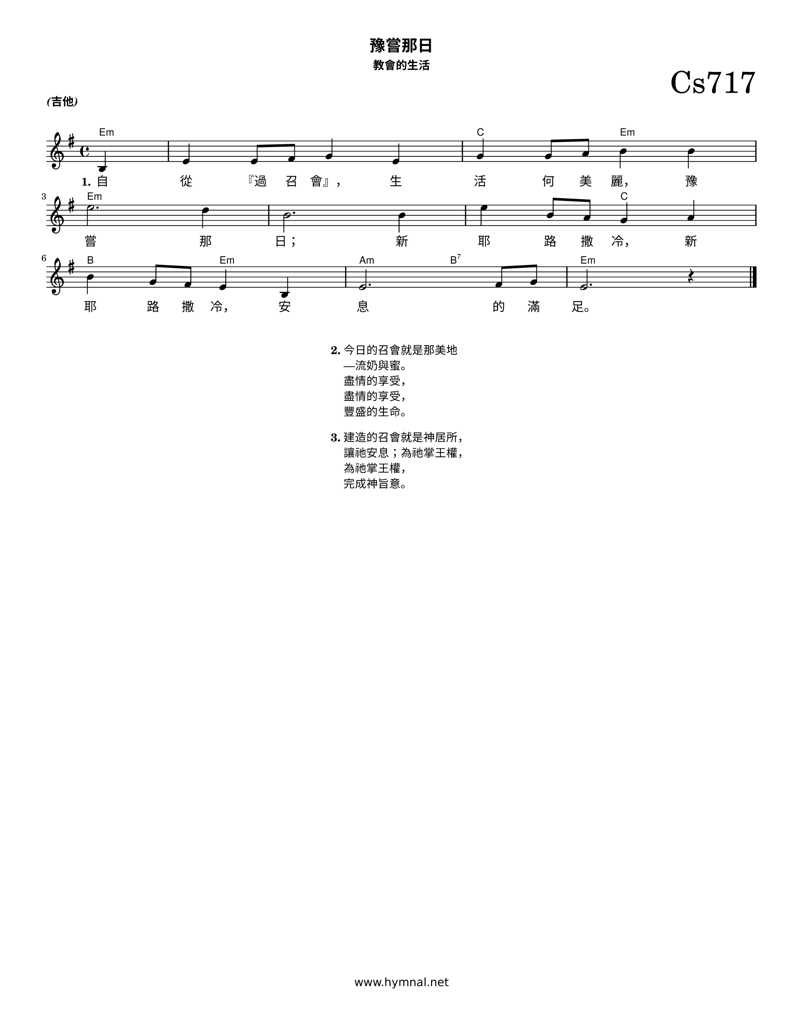 豫嘗那日
教會的生活
Cs717
(吉他)
Em C Em
1. 自 從 『過 召 會』, 生 活 何 美 麗, 豫
3 Em C
嘗 那 日； 新 耶 路 撒 冷, 新
6 B Em Am B7 Em
耶 路 撒 冷, 安 息 的 滿 足。
2. 今日的召會就是那美地
—流奶與蜜。
盡情的享受,
盡情的享受,
豐盛的生命。
3. 建造的召會就是神居所,
讓祂安息；為祂掌王權,
為祂掌王權,
完成神旨意。
www.hymnal.net